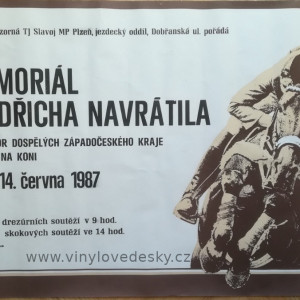 zorná TJ Slavoj MP Plzeň, jezdecký oddíl, Dobřanská ul. pořádá
MORIÁL
DŘICHA NAVRÁTILA
OR DOSPĚLÝCH ZÁPADOČESKÉHO KRAJE
NA KONI
14. června 1987
drezúrních soutěží v 9 hod.
skokových soutěží ve 14 hod.
www.vinylovedesky.cz